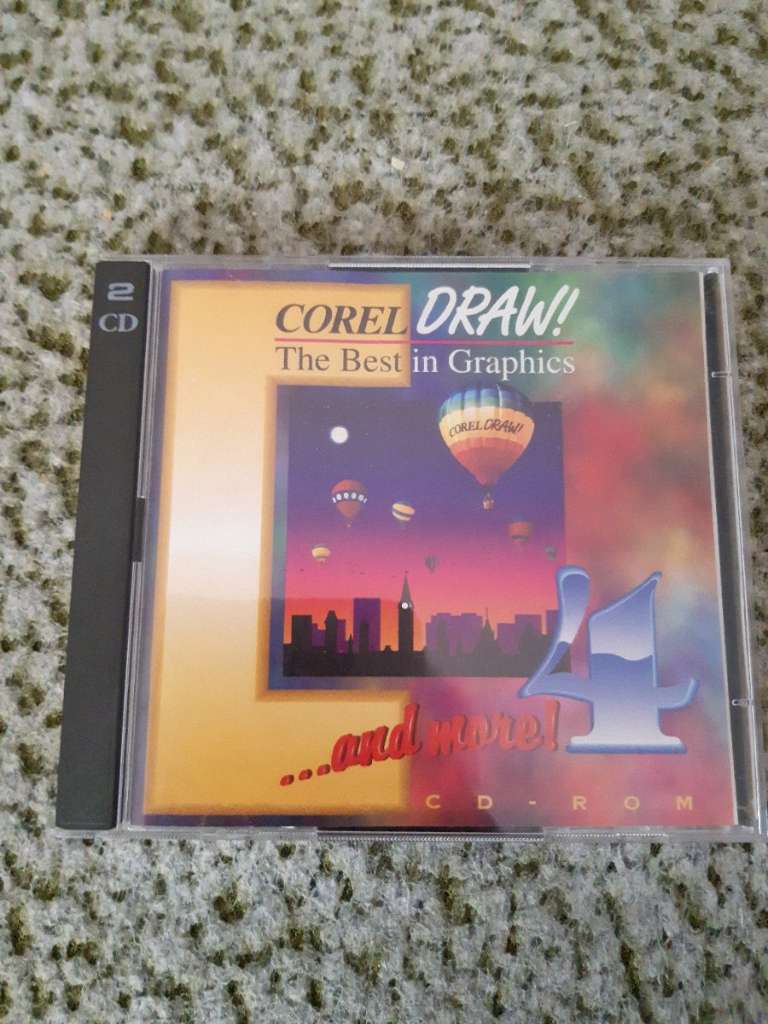 2
CD
COREL DRAW!
The Best in Graphics
COREL DRAW!
4
...and more!
CD-ROM